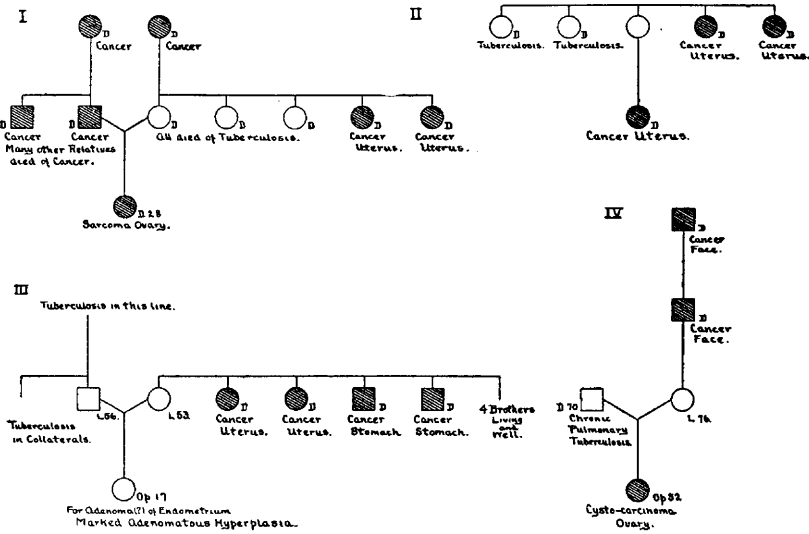 I
D
Cancer
D
Cancer
D
Cancer
D
Cancer
Many other Relatives
died of Cancer.
D
D
D
All died of Tuberculosis.
D
Cancer
Uterus.
D
Cancer
Uterus.
D 28
Sarcoma Ovary.
II
D
Tuberculosis.
D
Tuberculosis.
D
Cancer
Uterus.
D
Cancer
Uterus.
D
Cancer Uterus.
III
Tuberculosis in this line.
Tuberculosis
in Collaterals.
L 56.
L 53.
D
Cancer
Uterus.
D
Cancer
Uterus.
D
Cancer
Stomach
D
Cancer
Stomach.
4 Brothers
Living
and
Well.
Op 17
For Adenoma(?) of Endometrium
Marked Adenomatous Hyperplasia.
IV
D
Cancer
Face.
D
Cancer
Face.
D 70
Chronic
Pulmonary
Tuberculosis
L 76.
Op 32
Cysto-carcinoma
Ovary.